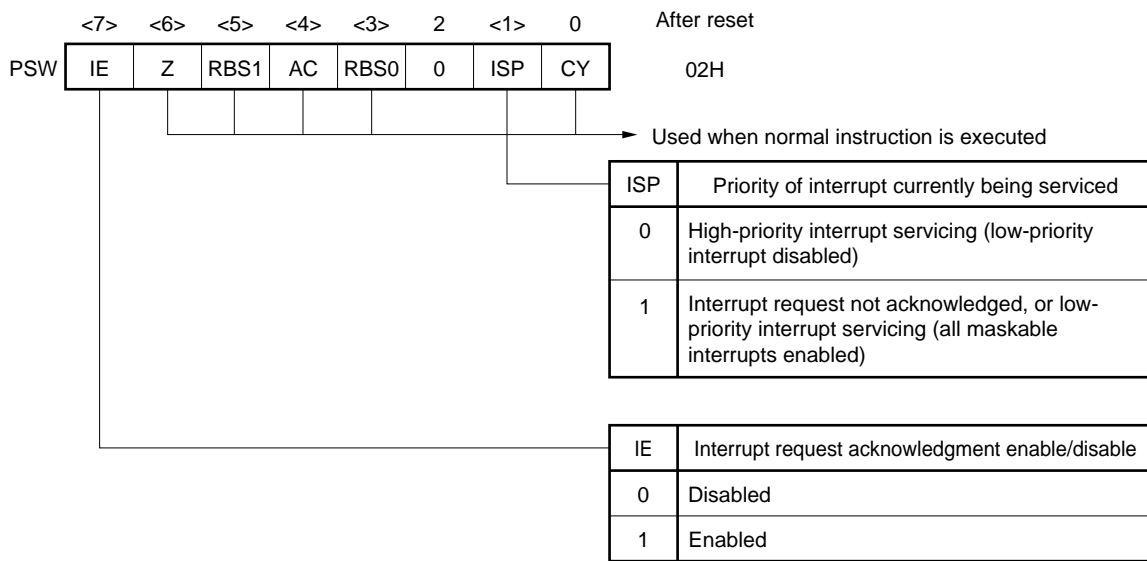 <7> <6> <5> <4> <3> 2 <1> 0 After reset
PSW IE Z RBS1 AC RBS0 0 ISP CY 02H
Used when normal instruction is executed
ISP Priority of interrupt currently being serviced
0 High-priority interrupt servicing (low-priority
interrupt disabled)
1 Interrupt request not acknowledged, or low-
priority interrupt servicing (all maskable
interrupts enabled)
IE Interrupt request acknowledgment enable/disable
0 Disabled
1 Enabled